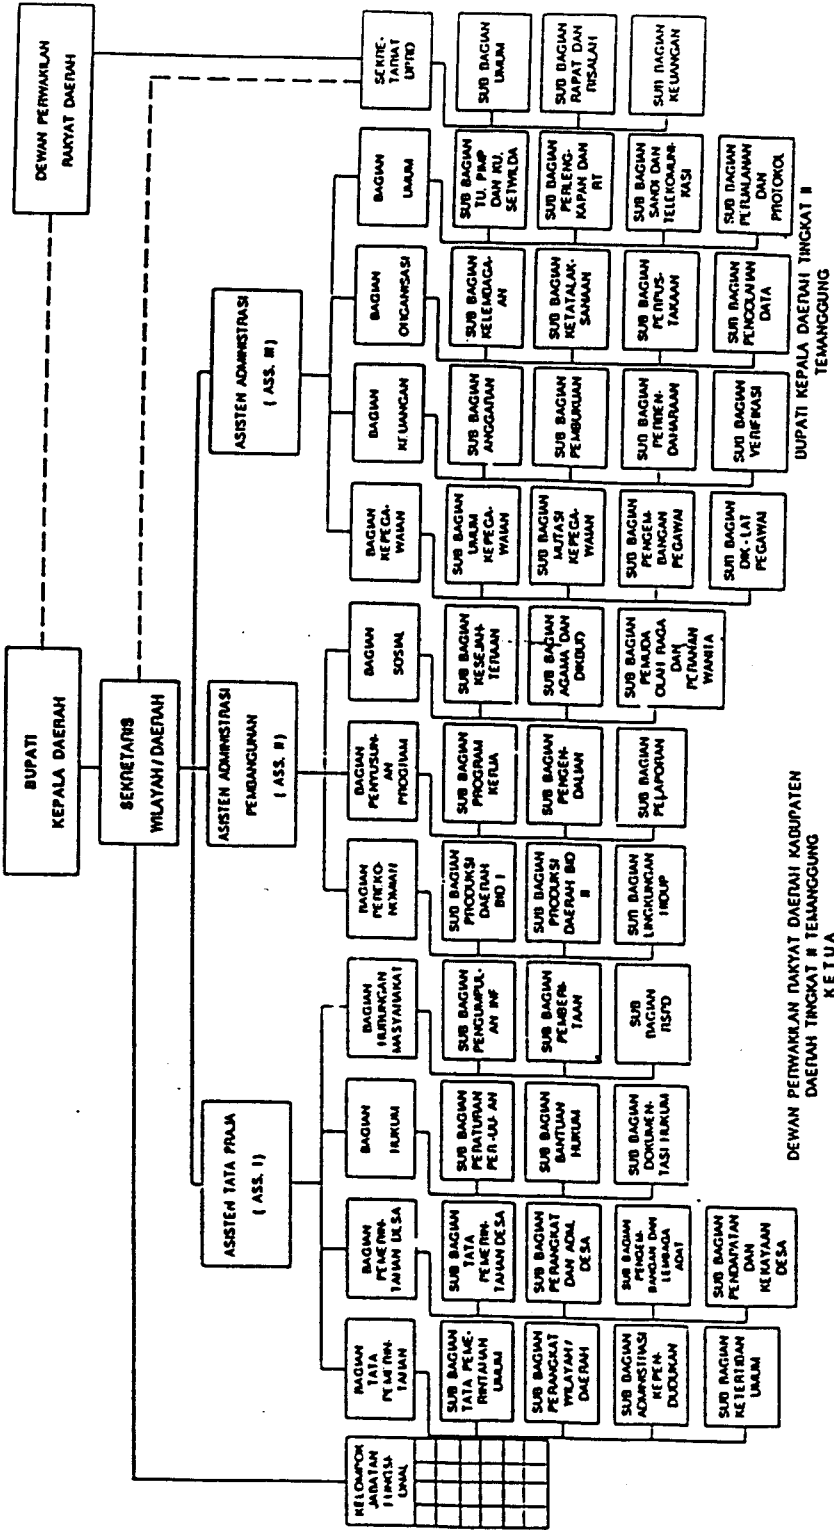 DEWAN PERWAKILAN
RAKYAT DAERAH
BUPATI
KEPALA DAERAH
SEKRETARIS
WILAYAH / DAERAH
ASISTEN TATA PRAJA
( ASS. I )
ASISTEN ADMINISTRASI
PEMBANGUNAN
( ASS. II )
ASISTEN ADMINISTRASI
( ASS. III )
KELOMPOK
JABATAN
FUNGSI-
ONAL
BAGIAN
TATA
PEMERIN-
TAHAN
BAGIAN
PEMERIN-
TAHAN DESA
BAGIAN
HUKUM
BAGIAN
HUBUNGAN
MASYARAKAT
BAGIAN
PEREKO-
NOMIAN
BAGIAN
PENYUSUN-
AN
PROGRAM
BAGIAN
SOSIAL
BAGIAN
KEPEGA-
WAIAN
BAGIAN
KEUANGAN
BAGIAN
ORGANISASI
BAGIAN
UMUM
SEKRE-
TARIAT
DPRD
SUB BAGIAN
TATA PEME-
RINTAHAN
UMUM
SUB BAGIAN
TATA
PEMERIN-
TAHAN DESA
SUB BAGIAN
PERATURAN
PER-UU-AN
SUB BAGIAN
PENGUMPUL-
AN INF
SUB BAGIAN
PRODUKSI
DAERAH
BID I
SUB BAGIAN
PROGRAM
KERJA
SUB BAGIAN
KESEJAH-
TERAAN
SUB BAGIAN
UMUM
KEPEGA-
WAIAN
SUB BAGIAN
ANGGARAN
SUB BAGIAN
KELEMBAGA-
AN
SUB BAGIAN
TU. PIMP
DAN KU.
SETWILDA
SUB BAGIAN
UMUM
SUB BAGIAN
PERANGKAT
WILAYAH /
DAERAH
SUB BAGIAN
PERANGKAT
DAN ADM.
DESA
SUB BAGIAN
BANTUAN
HUKUM
SUB BAGIAN
PEMBERI-
TAAN
SUB BAGIAN
PRODUKSI
DAERAH BID
II
SUB BAGIAN
PENGEN-
DALIAN
SUB BAGIAN
AGAMA DAN
DIKBUD
SUB BAGIAN
MUTASI
KEPEGA-
WAIAN
SUB BAGIAN
PEMBUKUAN
SUB BAGIAN
KETATALAK-
SANAAN
SUB BAGIAN
PERLENG-
KAPAN DAN
RT
SUB BAGIAN
RAPAT DAN
RISALAH
SUB BAGIAN
ADMINISTRASI
KEPEN-
DUDUKAN
SUB BAGIAN
PENGEM-
BANGAN DAN
LEMBAGA
ADAT
SUB BAGIAN
DOKUMEN-
TASI HUKUM
SUB
BAGIAN
RSPD
SUB BAGIAN
LINGKUNGAN
HIDUP
SUB BAGIAN
PELAPORAN
SUB BAGIAN
PEMUDA
OLAH RAGA
DAN
PERANAN
WANITA
SUB BAGIAN
PENGEM-
BANGAN
PEGAWAI
SUB BAGIAN
PERBEN-
DAHARAAN
SUB BAGIAN
PERPUS-
TAKAAN
SUB BAGIAN
SANDI DAN
TELEKOMUNI-
KASI
SUB BAGIAN
KEUANGAN
SUB BAGIAN
KETERTIBAN
UMUM
SUB BAGIAN
PENDAPATAN
DAN
KEKAYAAN
DESA
SUB BAGIAN
DIK-LAT
PEGAWAI
SUB BAGIAN
VERIFIKASI
SUB BAGIAN
PENGOLAHAN
DATA
SUB BAGIAN
PERJALANAN
DAN
PROTOKOL
DEWAN PERWAKILAN RAKYAT DAERAH KABUPATEN
DAERAH TINGKAT II TEMANGGUNG
KETUA
BUPATI KEPALA DAERAH TINGKAT II
TEMANGGUNG